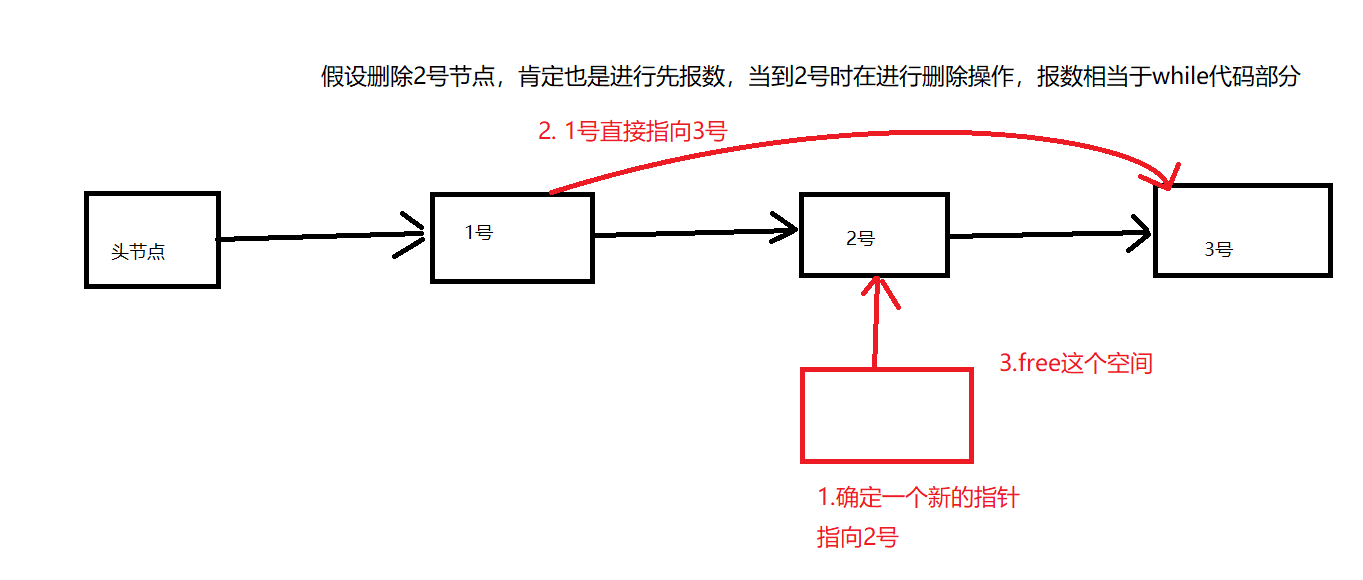 假设删除2号节点，肯定也是进行先报数，当到2号时在进行删除操作，报数相当于while代码部分
2. 1号直接指向3号
头节点
1号
2号
3号
3.free这个空间
1.确定一个新的指针
指向2号